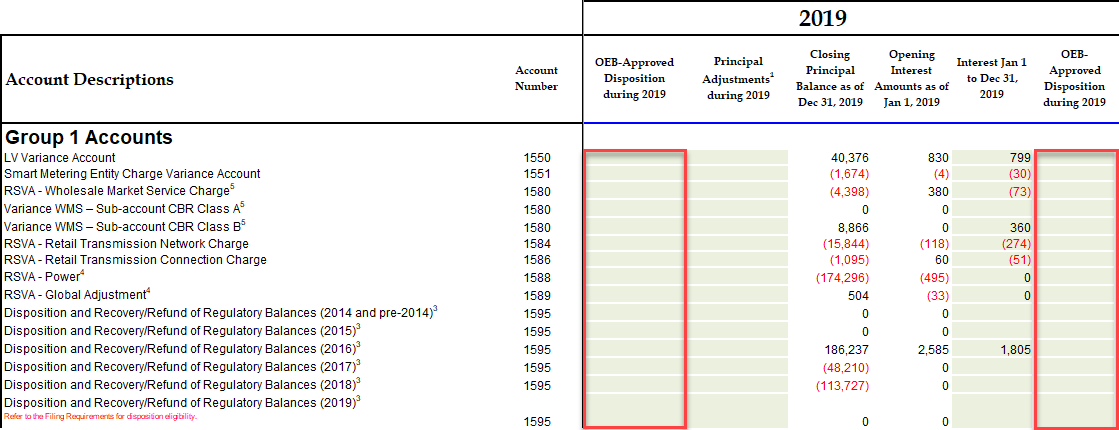 2019
Account Descriptions Account Number OEB-Approved Disposition during 2019 Principal Adjustments1 during 2019 Closing Principal Balance as of Dec 31, 2019 Opening Interest Amounts as of Jan 1, 2019 Interest Jan 1 to Dec 31, 2019 OEB-Approved Disposition during 2019
Group 1 Accounts
LV Variance Account 1550 40,376 830 799
Smart Metering Entity Charge Variance Account 1551 (1,674) (4) (30)
RSVA - Wholesale Market Service Charge5 1580 (4,398) 380 (73)
Variance WMS – Sub-account CBR Class A5 1580 0 0
Variance WMS – Sub-account CBR Class B5 1580 8,866 0 360
RSVA - Retail Transmission Network Charge 1584 (15,844) (118) (274)
RSVA - Retail Transmission Connection Charge 1586 (1,095) 60 (51)
RSVA - Power4 1588 (174,296) (495) 0
RSVA - Global Adjustment4 1589 504 (33) 0
Disposition and Recovery/Refund of Regulatory Balances (2014 and pre-2014)3 1595 0 0
Disposition and Recovery/Refund of Regulatory Balances (2015)3 1595 0 0
Disposition and Recovery/Refund of Regulatory Balances (2016)3 1595 186,237 2,585 1,805
Disposition and Recovery/Refund of Regulatory Balances (2017)3 1595 (48,210) 0
Disposition and Recovery/Refund of Regulatory Balances (2018)3 1595 (113,727) 0
Disposition and Recovery/Refund of Regulatory Balances (2019)3
Refer to the Filing Requirements for disposition eligibility.
1595 0 0